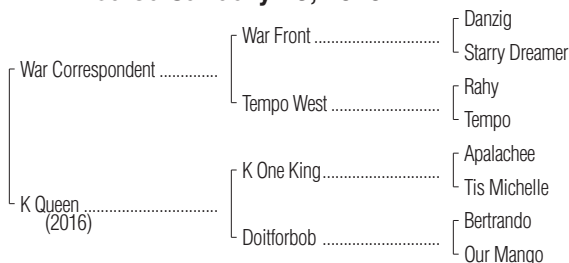 Danzig
War Front
Starry Dreamer
War Correspondent
Rahy
Tempo West
Tempo
Apalachee
K One King
Tis Michelle
K Queen
(2016)
Bertrando
Doitforbob
Our Mango